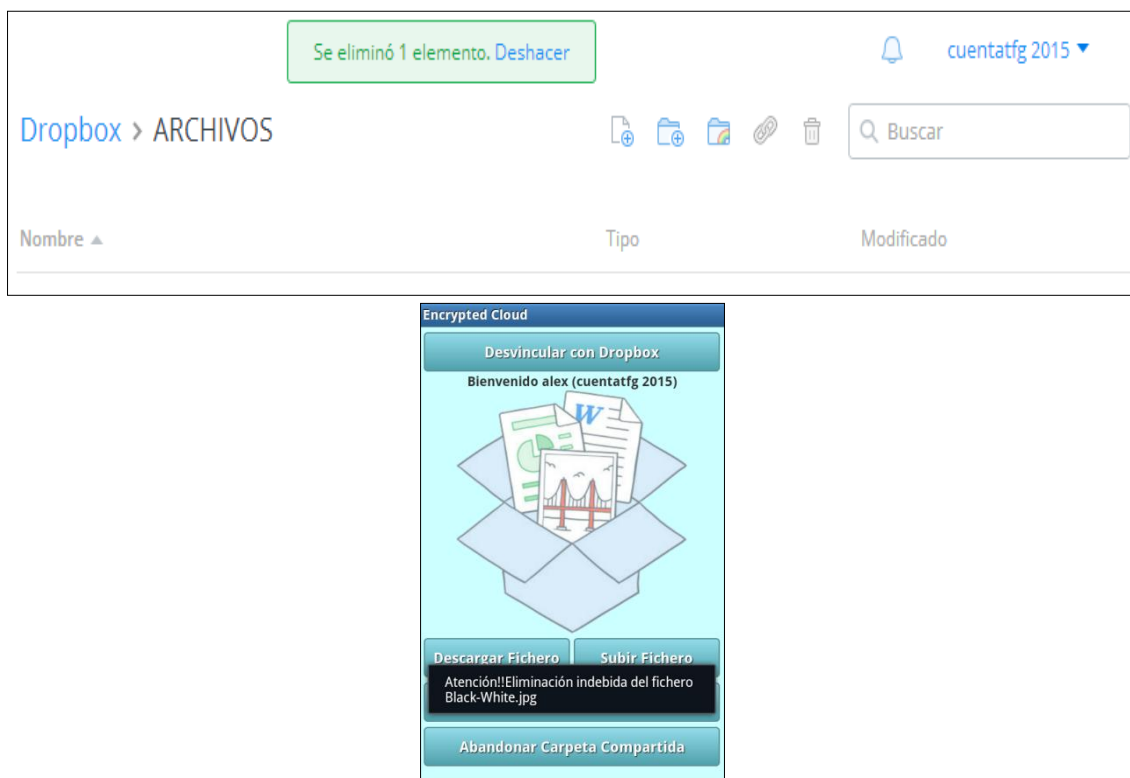 Se eliminó 1 elemento. Deshacer
cuentatfg 2015
Dropbox > ARCHIVOS
Buscar
Nombre
Tipo
Modificado
Encrypted Cloud
Desvincular con Dropbox
Bienvenido alex (cuentatfg 2015)
W
Descargar Fichero
Subir Fichero
Atención!!Eliminación indebida del fichero
Black-White.jpg
Abandonar Carpeta Compartida